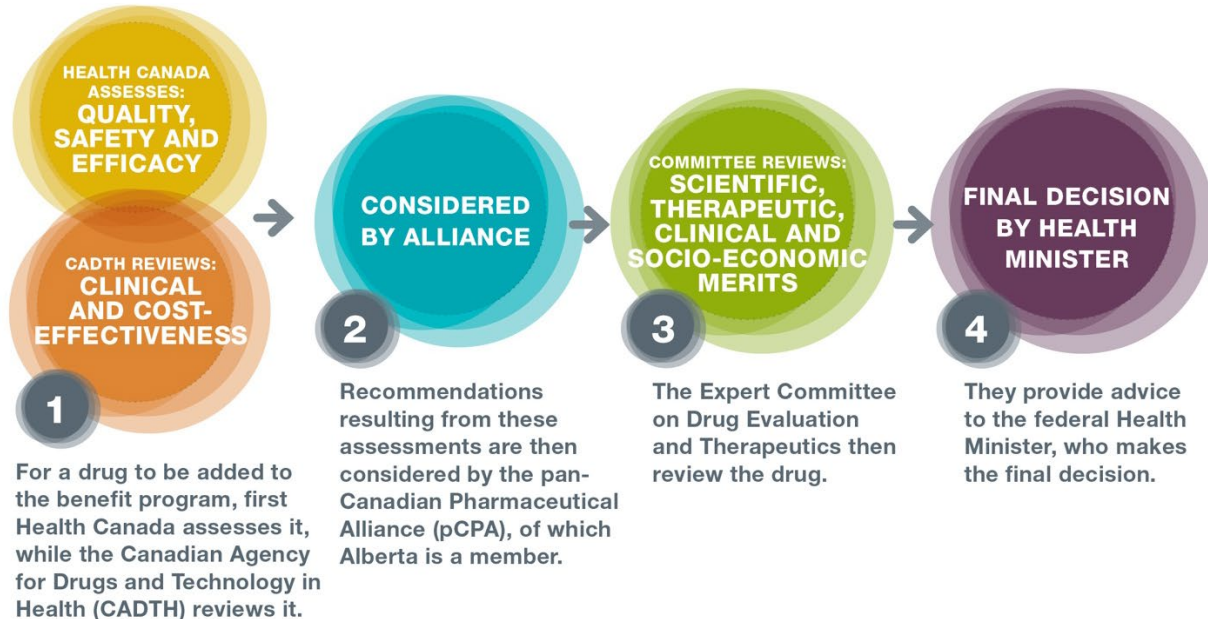 HEALTH CANADA
ASSESSES:
QUALITY,
SAFETY AND
EFFICACY
CADTH REVIEWS:
CLINICAL
AND COST-
EFFECTIVENESS
1
For a drug to be added to
the benefit program, first
Health Canada assesses it,
while the Canadian Agency
for Drugs and Technology in
Health (CADTH) reviews it.
CONSIDERED
BY ALLIANCE
2
Recommendations
resulting from these
assessments are then
considered by the pan-
Canadian Pharmaceutical
Alliance (pCPA), of which
Alberta is a member.
COMMITTEE REVIEWS:
SCIENTIFIC,
THERAPEUTIC,
CLINICAL AND
SOCIO-ECONOMIC
MERITS
3
The Expert Committee
on Drug Evaluation
and Therapeutics then
review the drug.
FINAL DECISION
BY HEALTH
MINISTER
4
They provide advice
to the federal Health
Minister, who makes
the final decision.